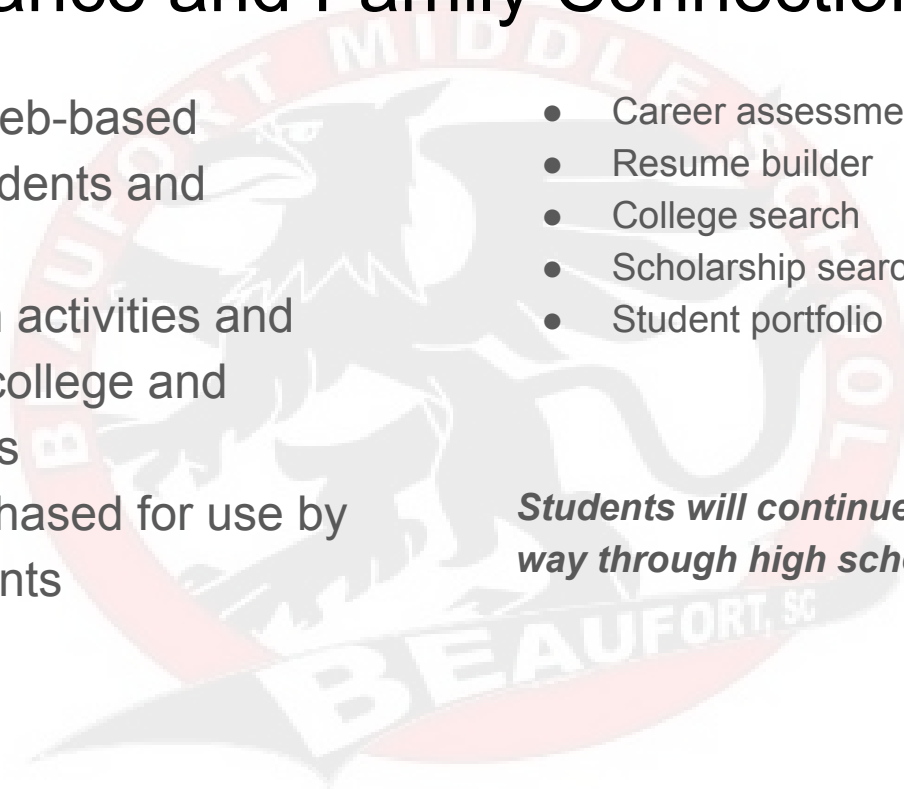 ance and Family Connection
eb-based
dents and
activities and
college and
s
hased for use by
nts
● Career assessme
● Resume builder
● College search
● Scholarship searc
● Student portfolio
Students will continue
way through high scho
BEAUFORT MIDDLE SCHOOL
BEAUFORT, SC